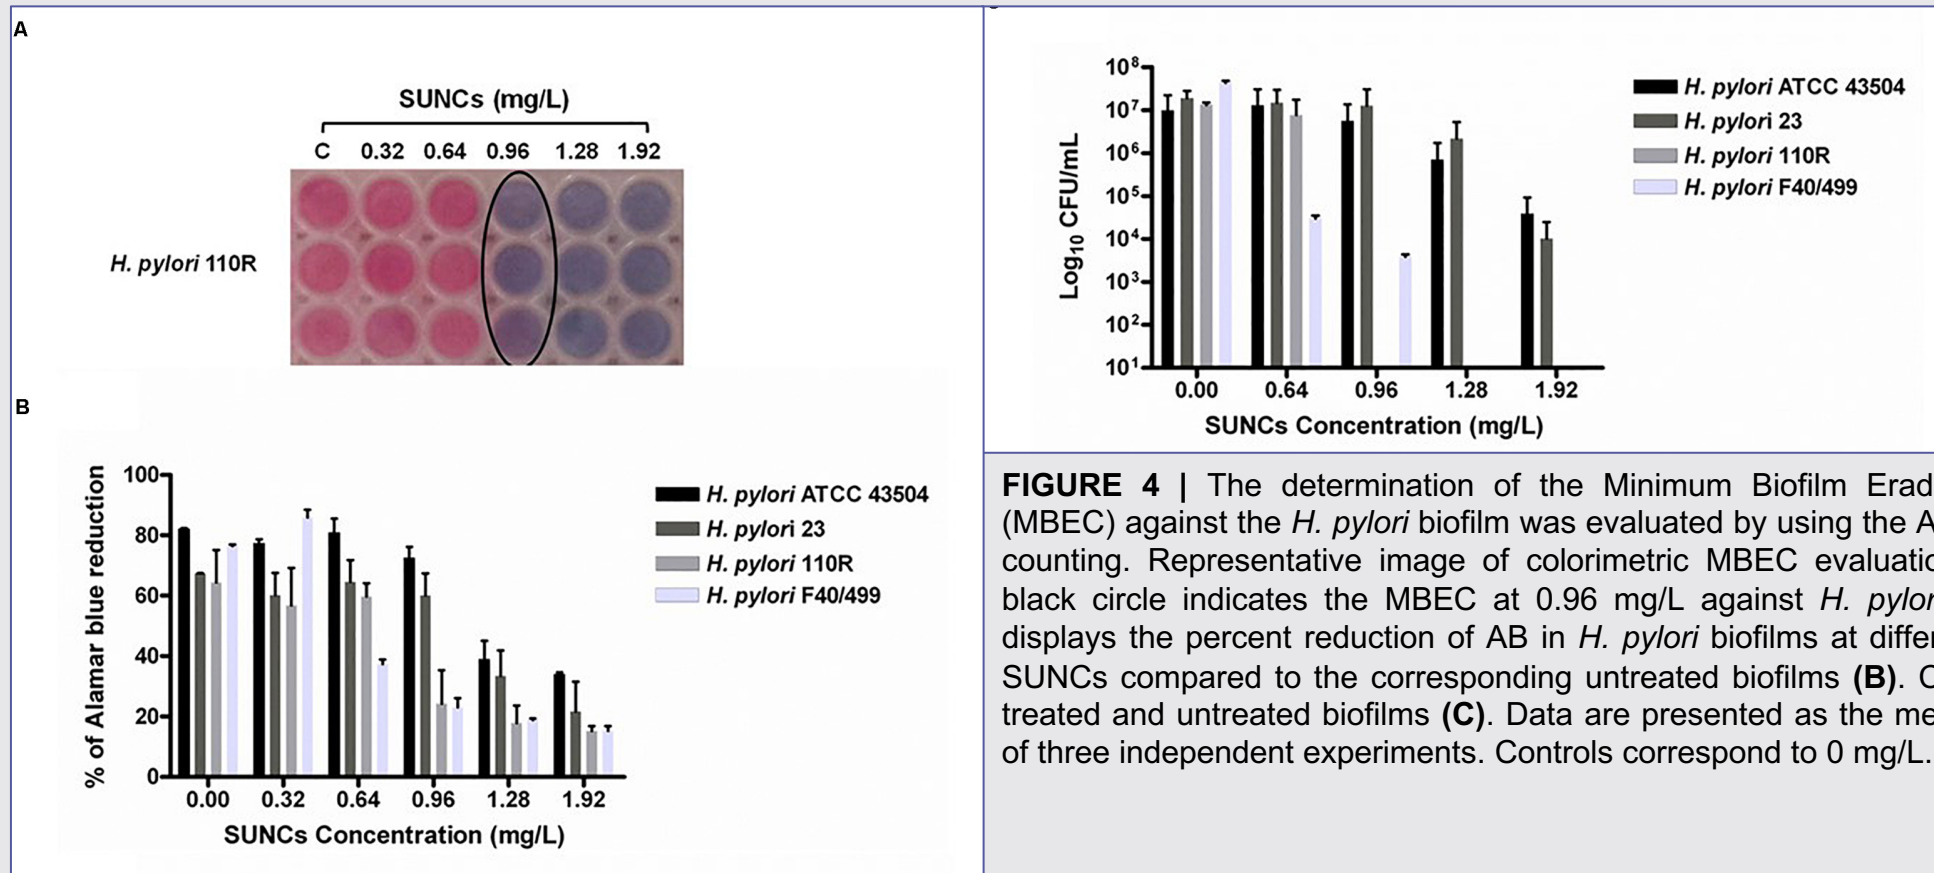 A
SUNCs (mg/L)
C 0.32 0.64 0.96 1.28 1.92
H. pylori 110R
B
100
80
60
40
20
0
% of Alamar blue reduction
0.00 0.32 0.64 0.96 1.28 1.92
SUNCs Concentration (mg/L)
H. pylori ATCC 43504
H. pylori 23
H. pylori 110R
H. pylori F40/499
10⁸
10⁷
10⁶
10⁵
10⁴
10³
10²
10¹
Log₁₀ CFU/mL
0.00 0.64 0.96 1.28 1.92
SUNCs Concentration (mg/L)
H. pylori ATCC 43504
H. pylori 23
H. pylori 110R
H. pylori F40/499
FIGURE 4 | The determination of the Minimum Biofilm Erad
(MBEC) against the H. pylori biofilm was evaluated by using the A
counting. Representative image of colorimetric MBEC evaluatio
black circle indicates the MBEC at 0.96 mg/L against H. pylor
displays the percent reduction of AB in H. pylori biofilms at differ
SUNCs compared to the corresponding untreated biofilms (B). C
treated and untreated biofilms (C). Data are presented as the me
of three independent experiments. Controls correspond to 0 mg/L.